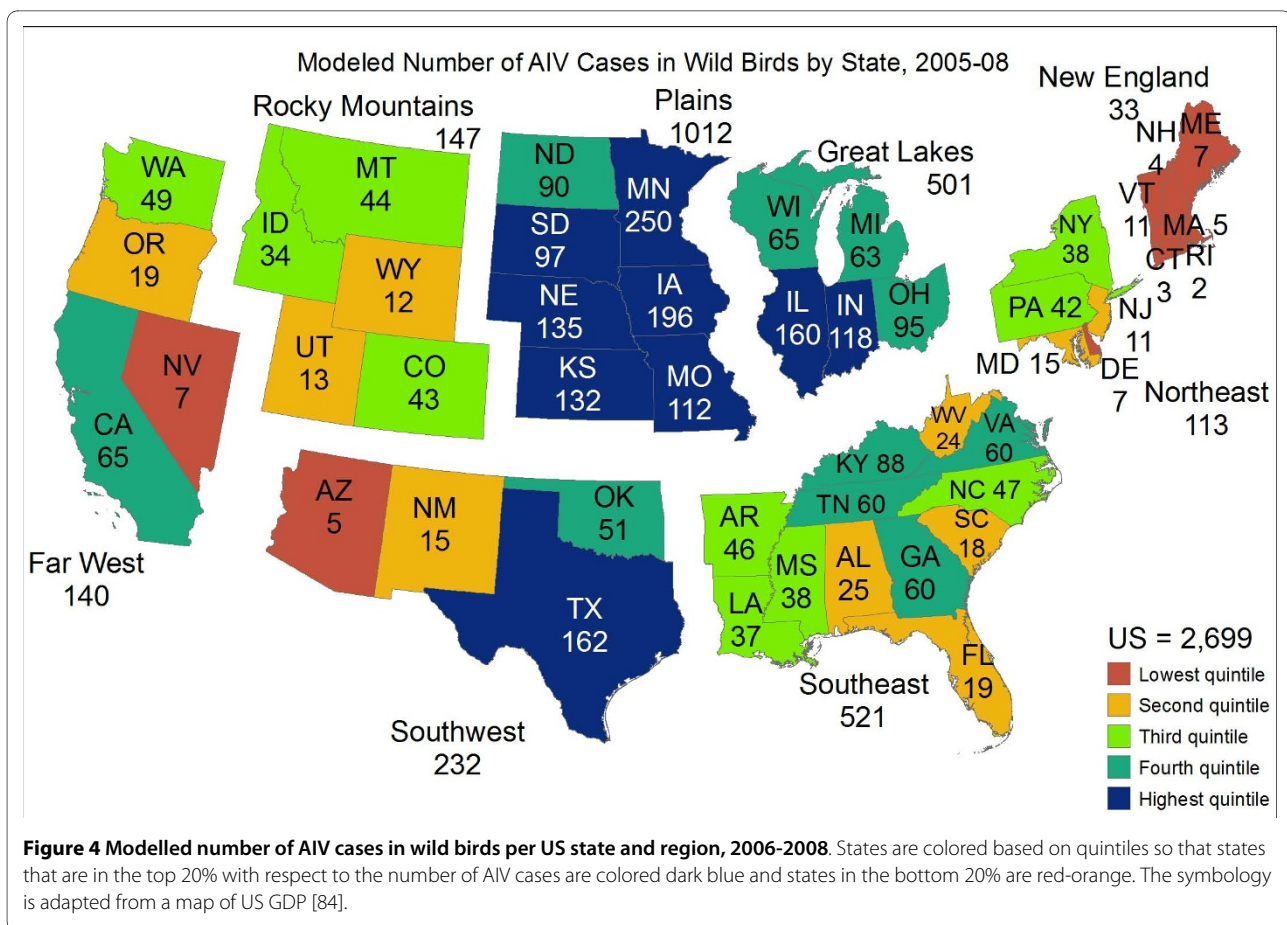 Modeled Number of AIV Cases in Wild Birds by State, 2005-08
Rocky Mountains
147
Plains
1012
New England
33
Great Lakes
501
WA
49
OR
19
CA
65
NV
7
Far West
140
ID
34
MT
44
WY
12
UT
13
CO
43
ND
90
SD
97
NE
135
KS
132
MN
250
IA
196
MO
112
WI
65
MI
63
IL
160
IN
118
OH
95
NH
4
ME
7
VT
11
MA 5
CT
3
RI
2
NY
38
PA 42
NJ
11
MD 15
DE
7
Northeast
113
AZ
5
NM
15
OK
51
TX
162
Southwest
232
AR
46
LA
37
MS
38
AL
25
GA
60
FL
19
SC
18
NC 47
TN 60
KY 88
WV
24
VA
60
Southeast
521
US = 2,699
Lowest quintile
Second quintile
Third quintile
Fourth quintile
Highest quintile
Figure 4 Modelled number of AIV cases in wild birds per US state and region, 2006-2008. States are colored based on quintiles so that states
that are in the top 20% with respect to the number of AIV cases are colored dark blue and states in the bottom 20% are red-orange. The symbology
is adapted from a map of US GDP [84].